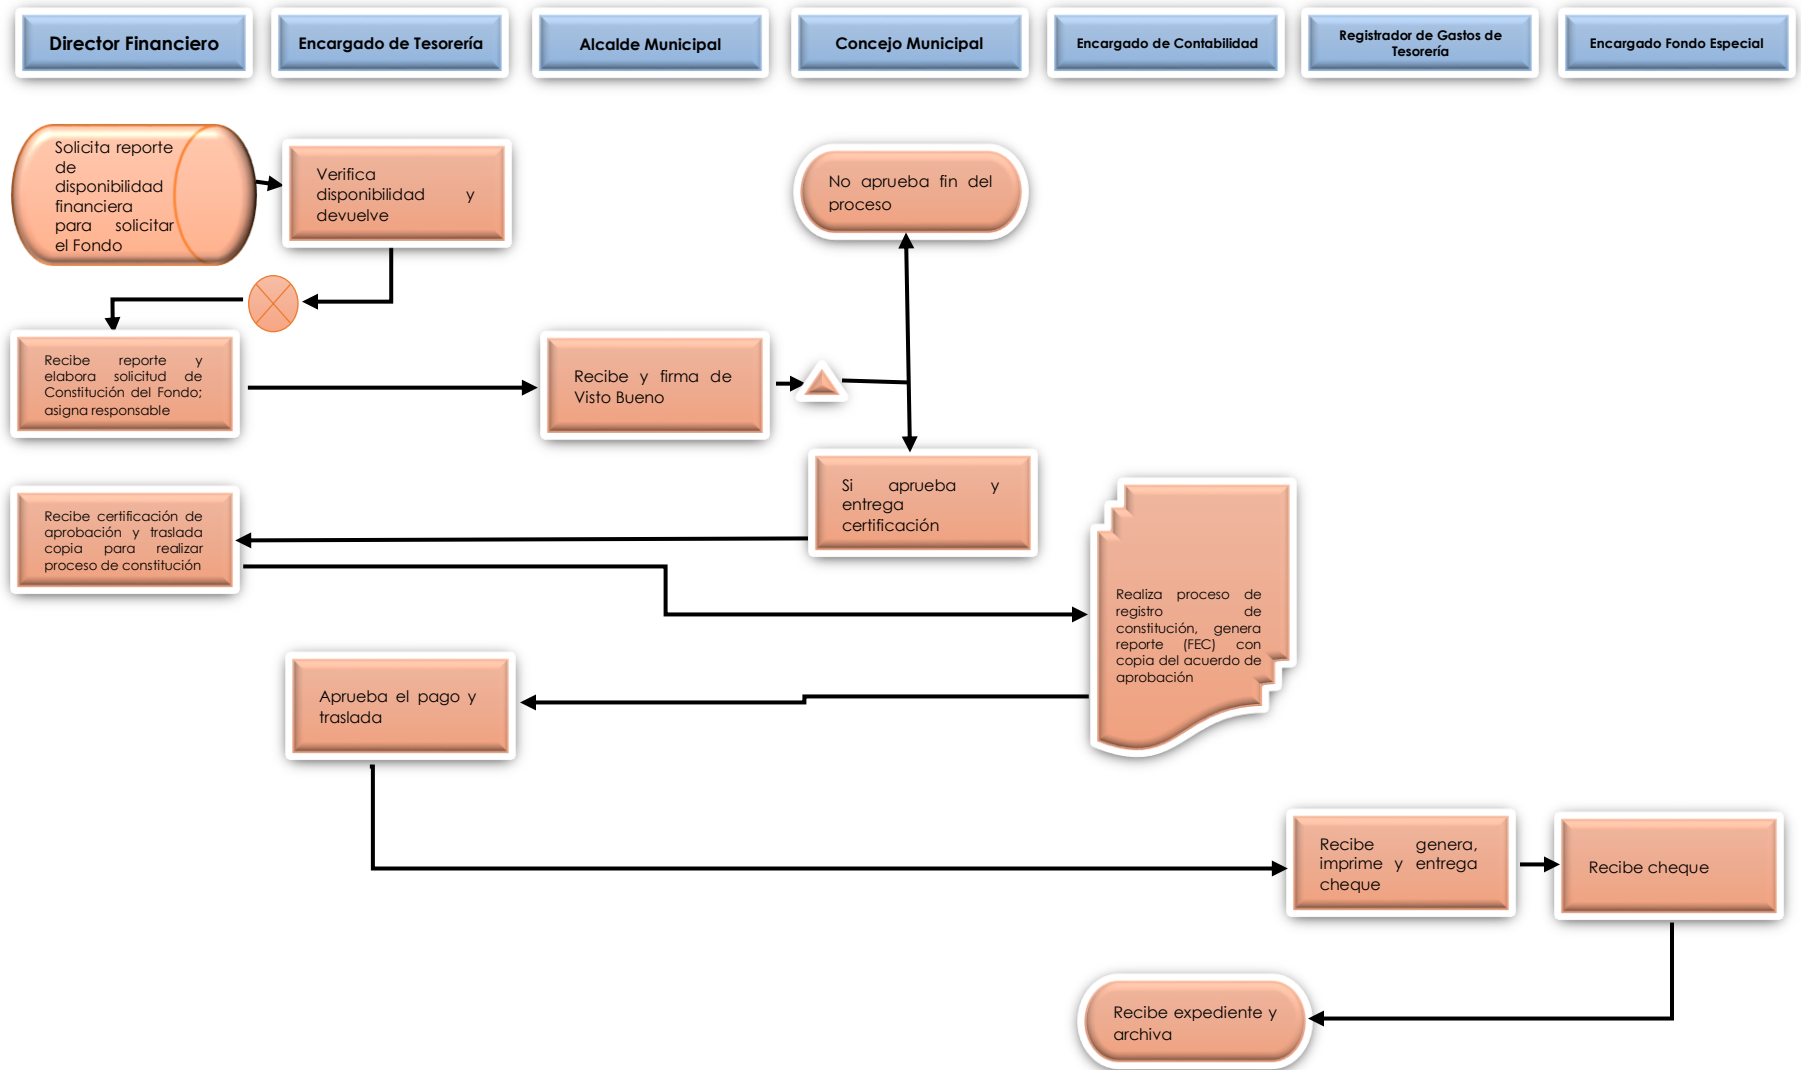 Director Financiero
Encargado de Tesorería
Alcalde Municipal
Concejo Municipal
Encargado de Contabilidad
Registrador de Gastos de
Tesorería
Encargado Fondo Especial
Solicita reporte
de
disponibilidad
financiera
para solicitar
el Fondo
Verifica
disponibilidad y
devuelve
No aprueba fin del
proceso
Recibe reporte y
elabora solicitud de
Constitución del Fondo;
asigna responsable
Recibe y firma de
Visto Bueno
Si aprueba y
entrega
certificación
Recibe certificación de
aprobación y traslada
copia para realizar
proceso de constitución
Realiza proceso de
registro de
constitución, genera
reporte (FEC) con
copia del acuerdo de
aprobación
Aprueba el pago y
traslada
Recibe genera,
imprime y entrega
cheque
Recibe cheque
Recibe expediente y
archiva